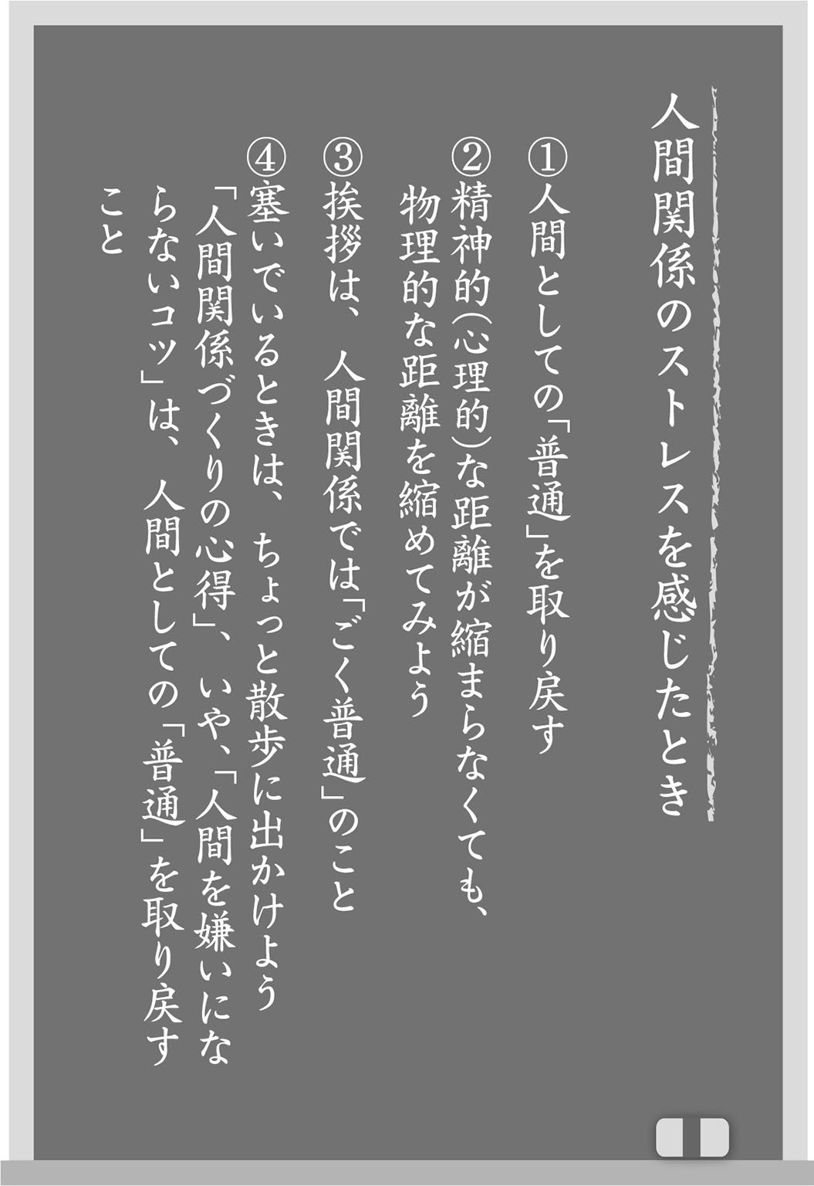 人間関係のストレスを感じたとき
①人間としての「普通」を取り戻す
②精神的（心理的）な距離が縮まらなくても、
物理的な距離を縮めてみよう
③挨拶は、人間関係では「ごく普通」のこと
④塞いでいるときは、ちょっと散歩に出かけよう
「人間関係づくりの心得」、いや、「人間を嫌いにな
らないコツ」は、人間としての「普通」を取り戻す
こと